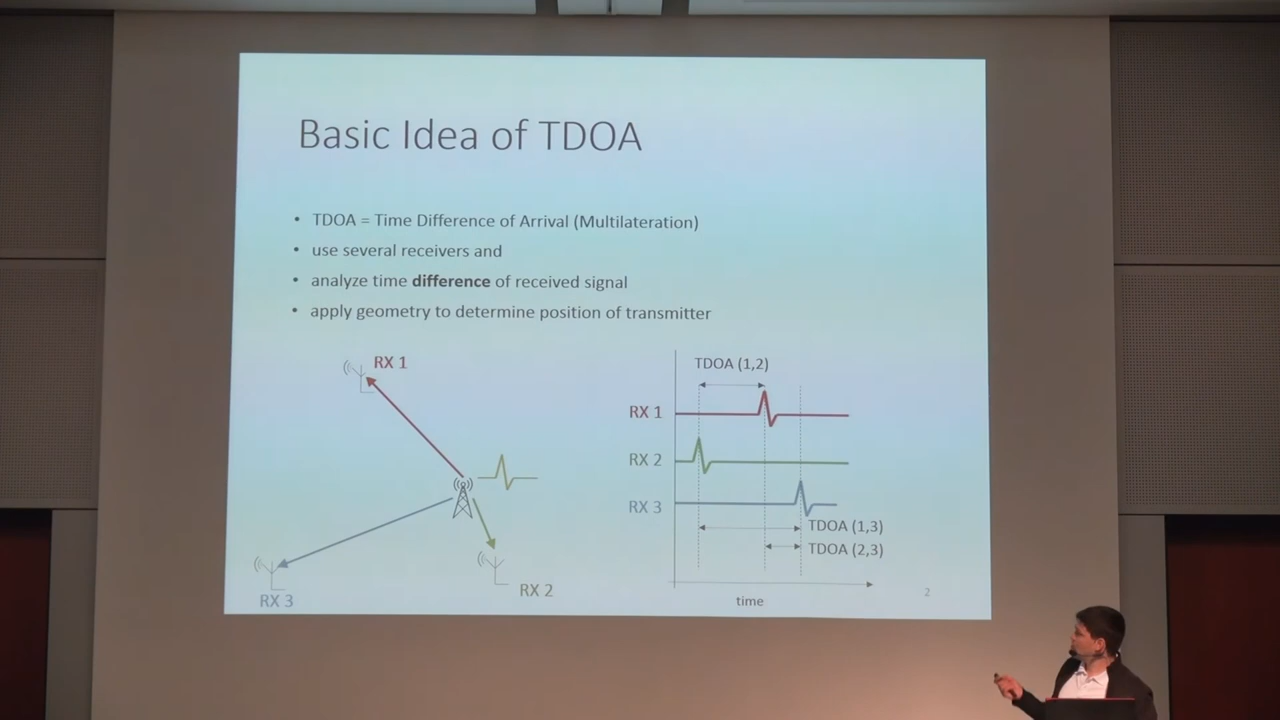 Basic Idea of TDOA
• TDOA = Time Difference of Arrival (Multilateration)
• use several receivers and
• analyze time difference of received signal
• apply geometry to determine position of transmitter
RX 1
RX 2
RX 3
TDOA (1,2)
RX 1
RX 2
RX 3
TDOA (1,3)
TDOA (2,3)
time
2